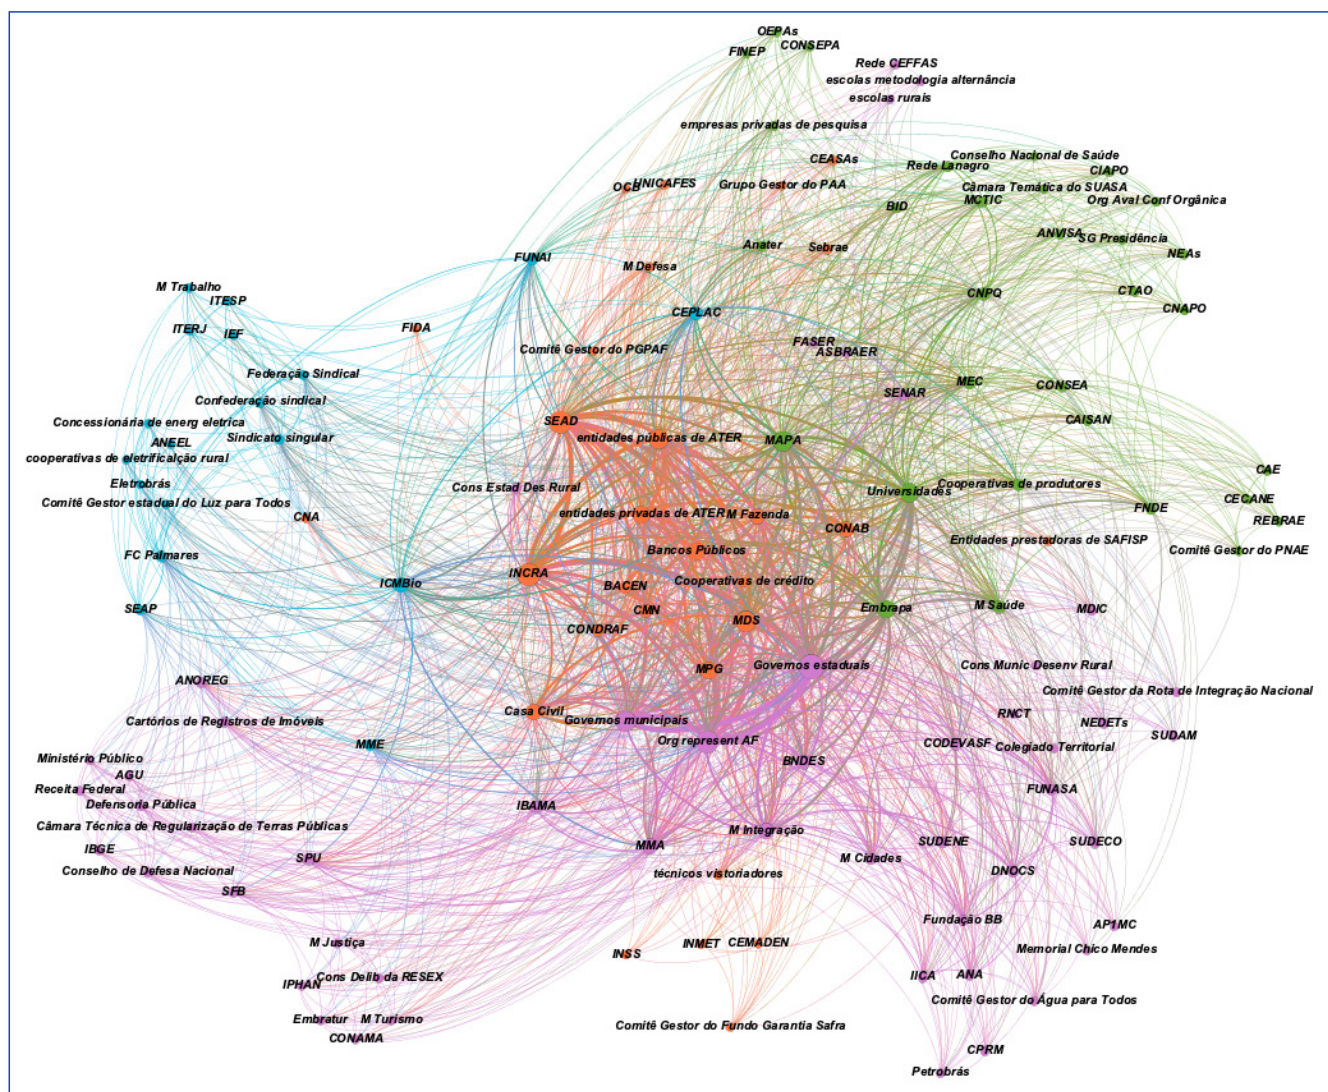 OEPAs
CONSEPA
FINEP
Rede CEFFAS
escolas metodologia alternância
escolas rurais
empresas privadas de pesquisa
CEASAs
Conselho Nacional de Saúde
Rede Lanagro
CIAPO
OCB
UNICAFES
Grupo Gestor do PAA
Câmara Temática do SUASA
MCTIC
Org Aval Conf Orgânica
BID
ANVISA
SG Presidência
Anater
Sebrae
NEAs
FUNAI
M Defesa
M Trabalho
ITESP
CNPQ
CTAO
CNAPO
CEPLAC
ITERJ
IEF
FIDA
FASER
ASBRAER
Comitê Gestor do PGPAF
Federação Sindical
MEC
CONSEA
SENAR
Confederação sindical
Concessionária de energ eletrica
SEAD
CAISAN
ANEEL
Sindicato singular
entidades públicas de ATER
MAPA
cooperativas de eletrificalção rural
CAE
Eletrobrás
Cons Estad Des Rural
Universidades
Cooperativas de produtores
Comitê Gestor estadual do Luz para Todos
CECANE
FNDE
CNA
entidades privadas de ATER
M Fazenda
REBRAE
CONAB
Entidades prestadoras de SAFISP
FC Palmares
Bancos Públicos
Comitê Gestor do PNAE
INCRA
ICMBio
BACEN
Cooperativas de crédito
SEAP
CMN
Embrapa
M Saúde
MDIC
CONDRAF
MDS
MPG
Governos estaduais
Cons Munic Desenv Rural
ANOREG
Comitê Gestor da Rota de Integração Nacional
Casa Civil
RNCT
Cartórios de Registros de Imóveis
Governos municipais
NEDETs
SUDAM
MME
Org represent AF
CODEVASF
Colegiado Territorial
Ministério Público
BNDES
AGU
Receita Federal
FUNASA
Defensoria Pública
IBAMA
Câmara Técnica de Regularização de Terras Públicas
M Integração
IBGE
MMA
SUDENE
SUDECO
SPU
M Cidades
Conselho de Defesa Nacional
DNOCS
técnicos vistoriadores
SFB
Fundação BB
AP1MC
M Justiça
INMET
CEMADEN
Memorial Chico Mendes
INSS
Cons Delib da RESEX
IICA
ANA
IPHAN
Comitê Gestor do Água para Todos
Embratur
M Turismo
Comitê Gestor do Fundo Garantia Safra
CONAMA
CPRM
Petrobrás